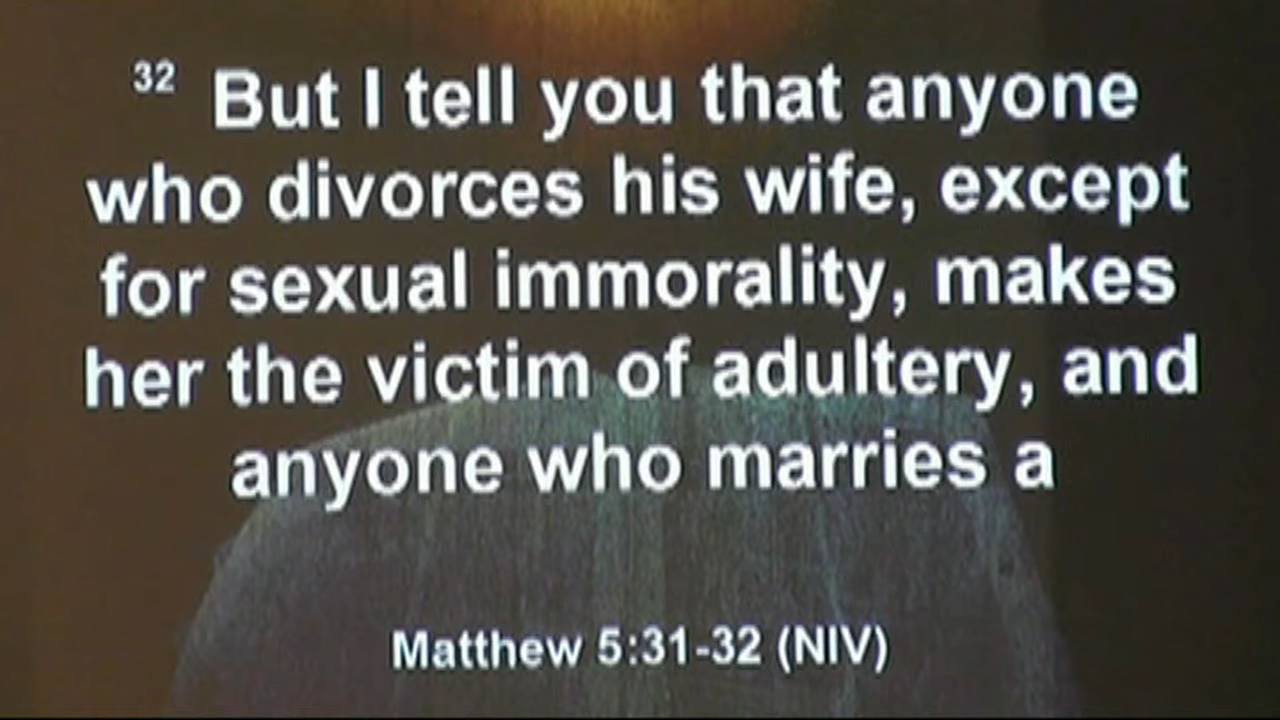 32 But I tell you that anyone
who divorces his wife, except
for sexual immorality, makes
her the victim of adultery, and
anyone who marries a
Matthew 5:31-32 (NIV)